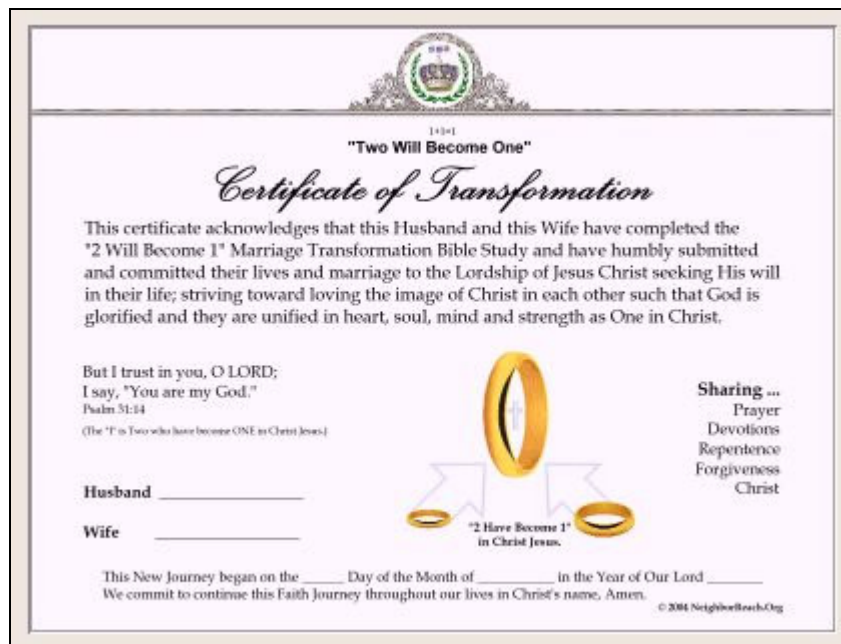 1+1=1
"Two Will Become One"
Certificate of Transformation
This certificate acknowledges that this Husband and this Wife have completed the
"2 Will Become 1" Marriage Transformation Bible Study and have humbly submitted
and committed their lives and marriage to the Lordship of Jesus Christ seeking His will
in their life; striving toward loving the image of Christ in each other such that God is
glorified and they are unified in heart, soul, mind and strength as One in Christ.
But I trust in you, O LORD;
I say, "You are my God."
Psalm 31:14
(The "I" is Two who have become ONE in Christ Jesus.)
Sharing ...
Prayer
Devotions
Repentence
Forgiveness
Christ
Husband
Wife
"2 Have Become 1"
in Christ Jesus.
This New Journey began on the ______ Day of the Month of ___________ in the Year of Our Lord ________
We commit to continue this Faith Journey throughout our lives in Christ's name, Amen.
© 2004 NeighborReach.Org